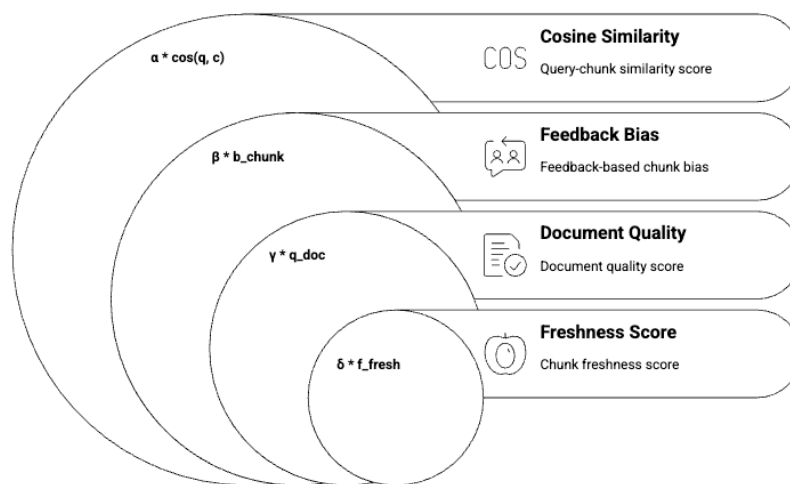 α * cos(q, c)
COS
Cosine Similarity
Query-chunk similarity score
β * b_chunk
Feedback Bias
Feedback-based chunk bias
γ * q_doc
Document Quality
Document quality score
δ * f_fresh
Freshness Score
Chunk freshness score